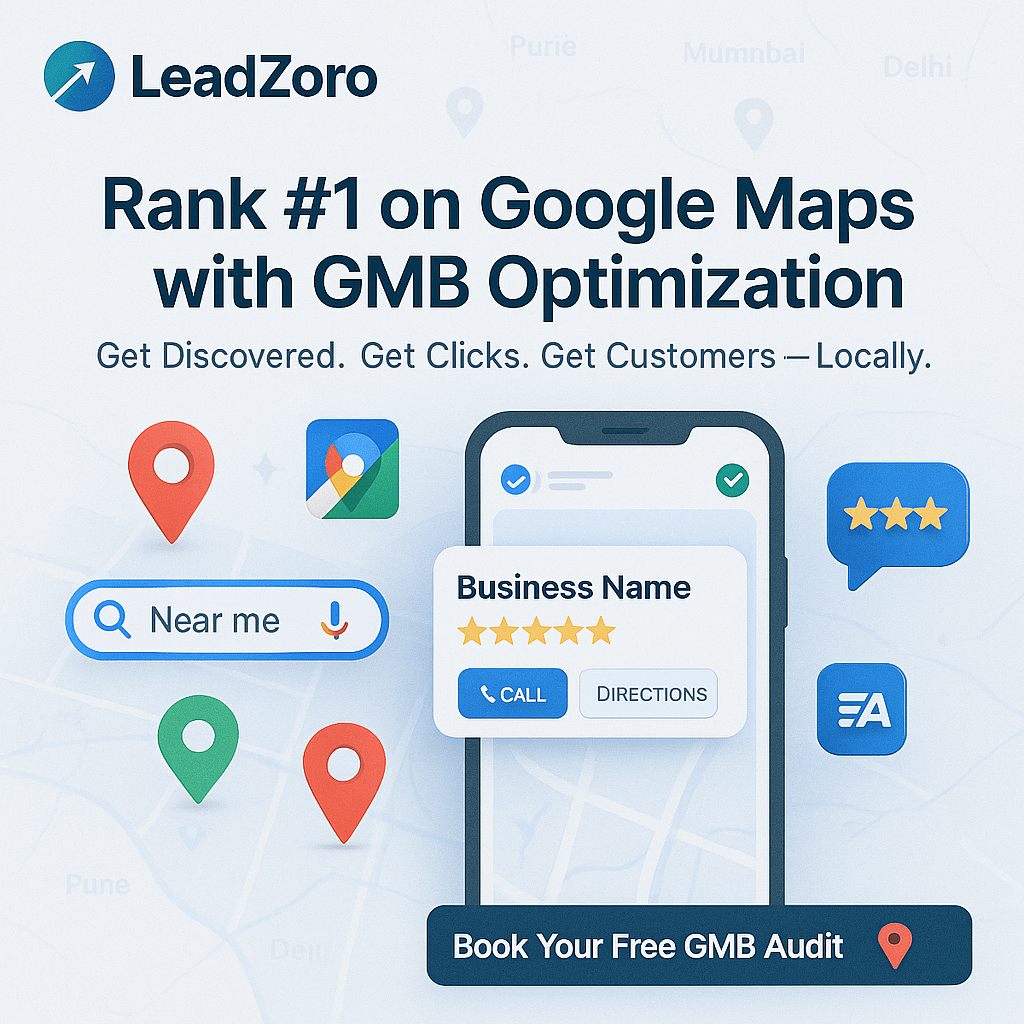 Purie
Mumnbai
Delhi
LeadZoro
Rank #1 on Google Maps
with GMB Optimization
Get Discovered. Get Clicks. Get Customers – Locally.
Near me
Business Name
CALL
DIRECTIONS
EA
Pune
Book Your Free GMB Audit